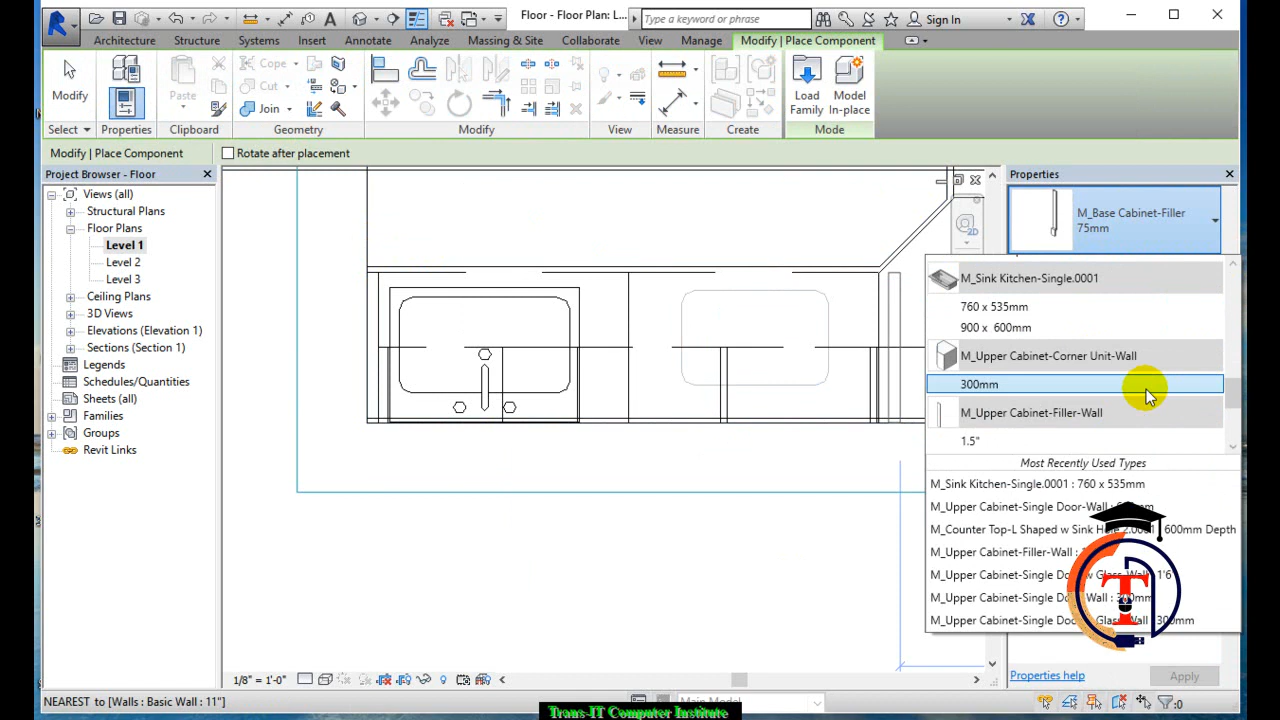 Floor - Floor Plan: L...
Type a keyword or phrase
Sign In
Architecture
Structure
Systems
Insert
Annotate
Analyze
Massing & Site
Collaborate
View
Manage
Modify | Place Component
Modify
Paste
Cope
Cut
Join
Load Family
Model In-place
Select
Properties
Clipboard
Geometry
Modify
View
Measure
Create
Mode
Modify | Place Component
Rotate after placement
Project Browser - Floor
Views (all)
Structural Plans
Floor Plans
Level 1
Level 2
Level 3
Ceiling Plans
3D Views
Elevations (Elevation 1)
Sections (Section 1)
Legends
Schedules/Quantities
Sheets (all)
Families
Groups
Revit Links
2D
Properties
M_Base Cabinet-Filler
75mm
M_Sink Kitchen-Single.0001
760 x 535mm
900 x 600mm
M_Upper Cabinet-Corner Unit-Wall
300mm
M_Upper Cabinet-Filler-Wall
1.5"
Most Recently Used Types
M_Sink Kitchen-Single.0001 : 760 x 535mm
M_Upper Cabinet-Single Door-Wall :
M_Counter Top-L Shaped w Sink 600mm Depth
M_Upper Cabinet-Filler-Wall :
M_Upper Cabinet-Single 1'6"
M_Upper Cabinet-Single Wall : 300mm
M_Upper Cabinet-Single 300mm
T
Properties help
Apply
1/8" = 1'-0"
NEAREST to [Walls : Basic Wall : 11"]
Main Model
:0
Trans-IT Computer Institute